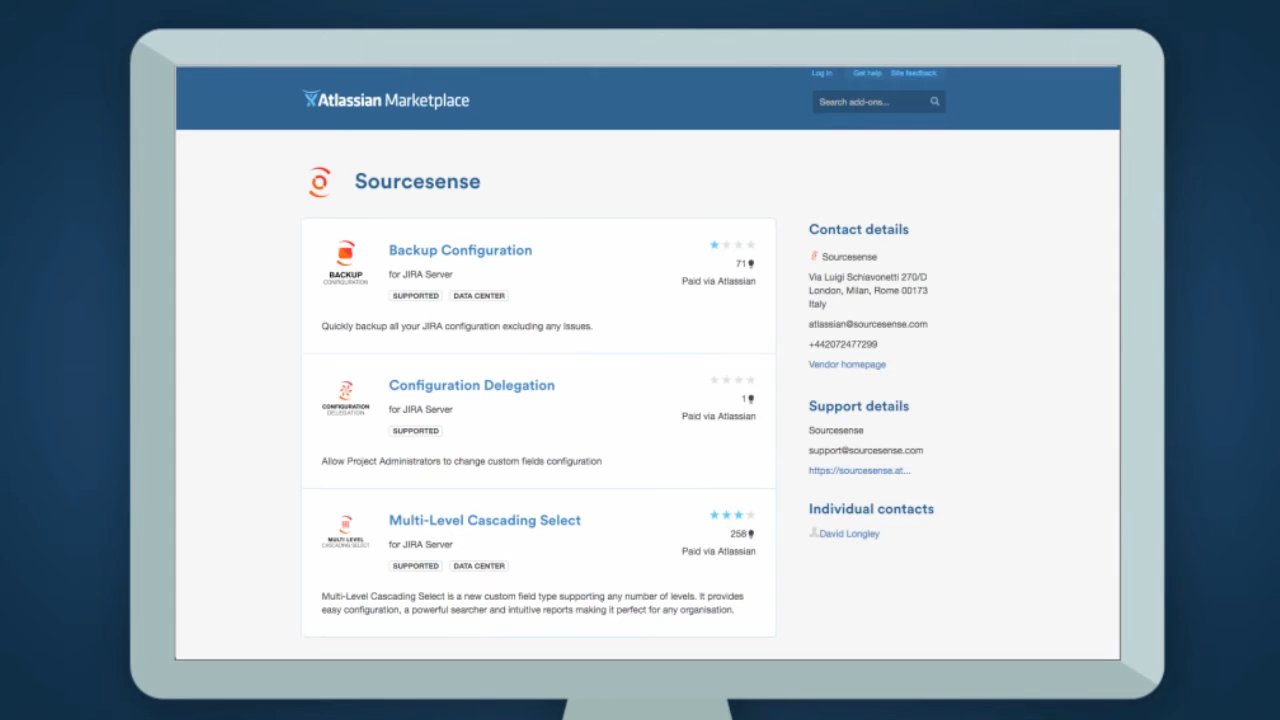 Log in Get help Site feedback
Atlassian Marketplace
Search add-ons...
Sourcesense
BACKUP
CONFIGURATION
Backup Configuration
for JIRA Server
SUPPORTED DATA CENTER
71
Paid via Atlassian
Quickly backup all your JIRA configuration excluding any Issues.
CONFIGURATION
DELEGATION
Configuration Delegation
for JIRA Server
SUPPORTED
1
Paid via Atlassian
Allow Project Administrators to change custom fields configuration
MULTI LEVEL
CASCADING SELECT
Multi-Level Cascading Select
for JIRA Server
SUPPORTED DATA CENTER
258
Paid via Atlassian
Multi-Level Cascading Select is a new custom field type supporting any number of levels. It provides
easy configuration, a powerful searcher and intuitive reports making it perfect for any organisation.
Contact details
Sourcesense
Via Luigi Schiavonetti 270/D
London, Milan, Rome 00173
Italy
atlassian@sourcesense.com
+442072477299
Vendor homepage
Support details
Sourcesense
support@sourcesense.com
https://sourcesense.at...
Individual contacts
David Longley